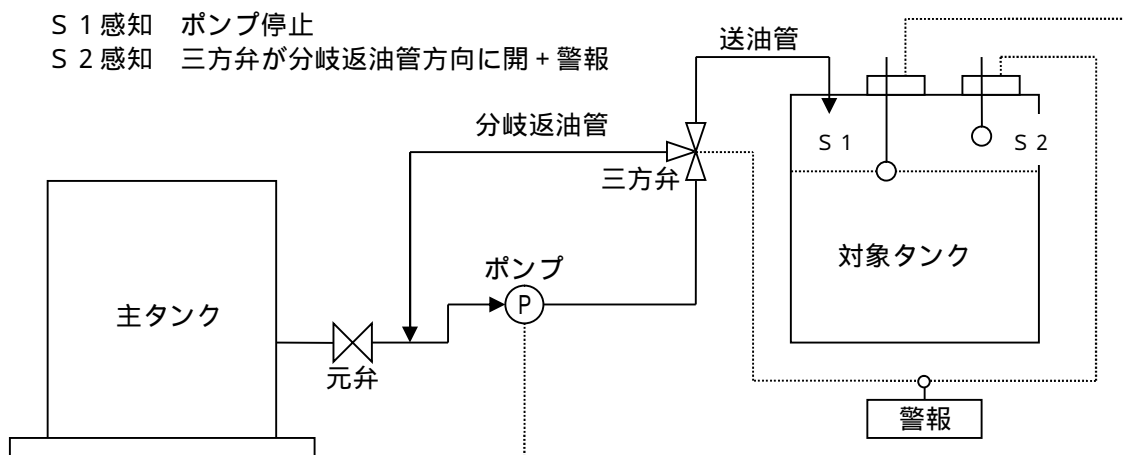 Ｓ１感知　ポンプ停止
Ｓ２感知　三方弁が分岐返油管方向に開＋警報
送油管
分岐返油管
Ｓ１
Ｓ２
三方弁
対象タンク
ポンプ
P
主タンク
元弁
警報